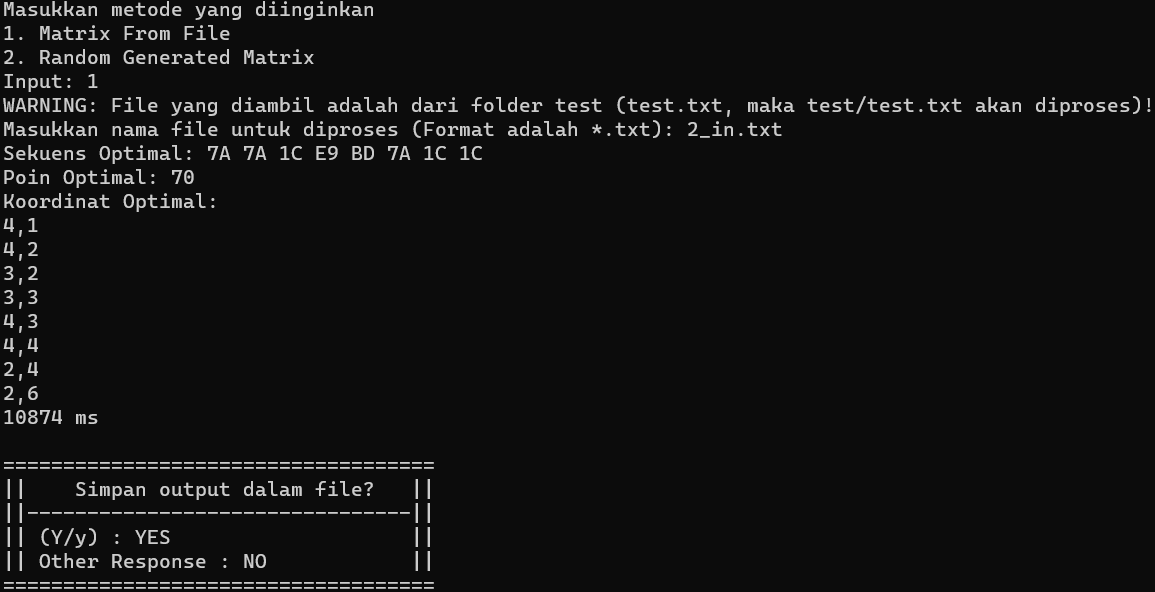 Masukkan metode yang diinginkan
1. Matrix From File
2. Random Generated Matrix
Input: 1
WARNING: File yang diambil adalah dari folder test (test.txt, maka test/test.txt akan diproses)!
Masukkan nama file untuk diproses (Format adalah *.txt): 2_in.txt
Sekuens Optimal: 7A 7A 1C E9 BD 7A 1C 1C
Poin Optimal: 70
Koordinat Optimal:
4,1
4,2
3,2
3,3
4,3
4,4
2,4
2,6
10874 ms

====================================
||    Simpan output dalam file?   ||
||--------------------------------||
|| (Y/y) : YES                    ||
|| Other Response : NO            ||
====================================